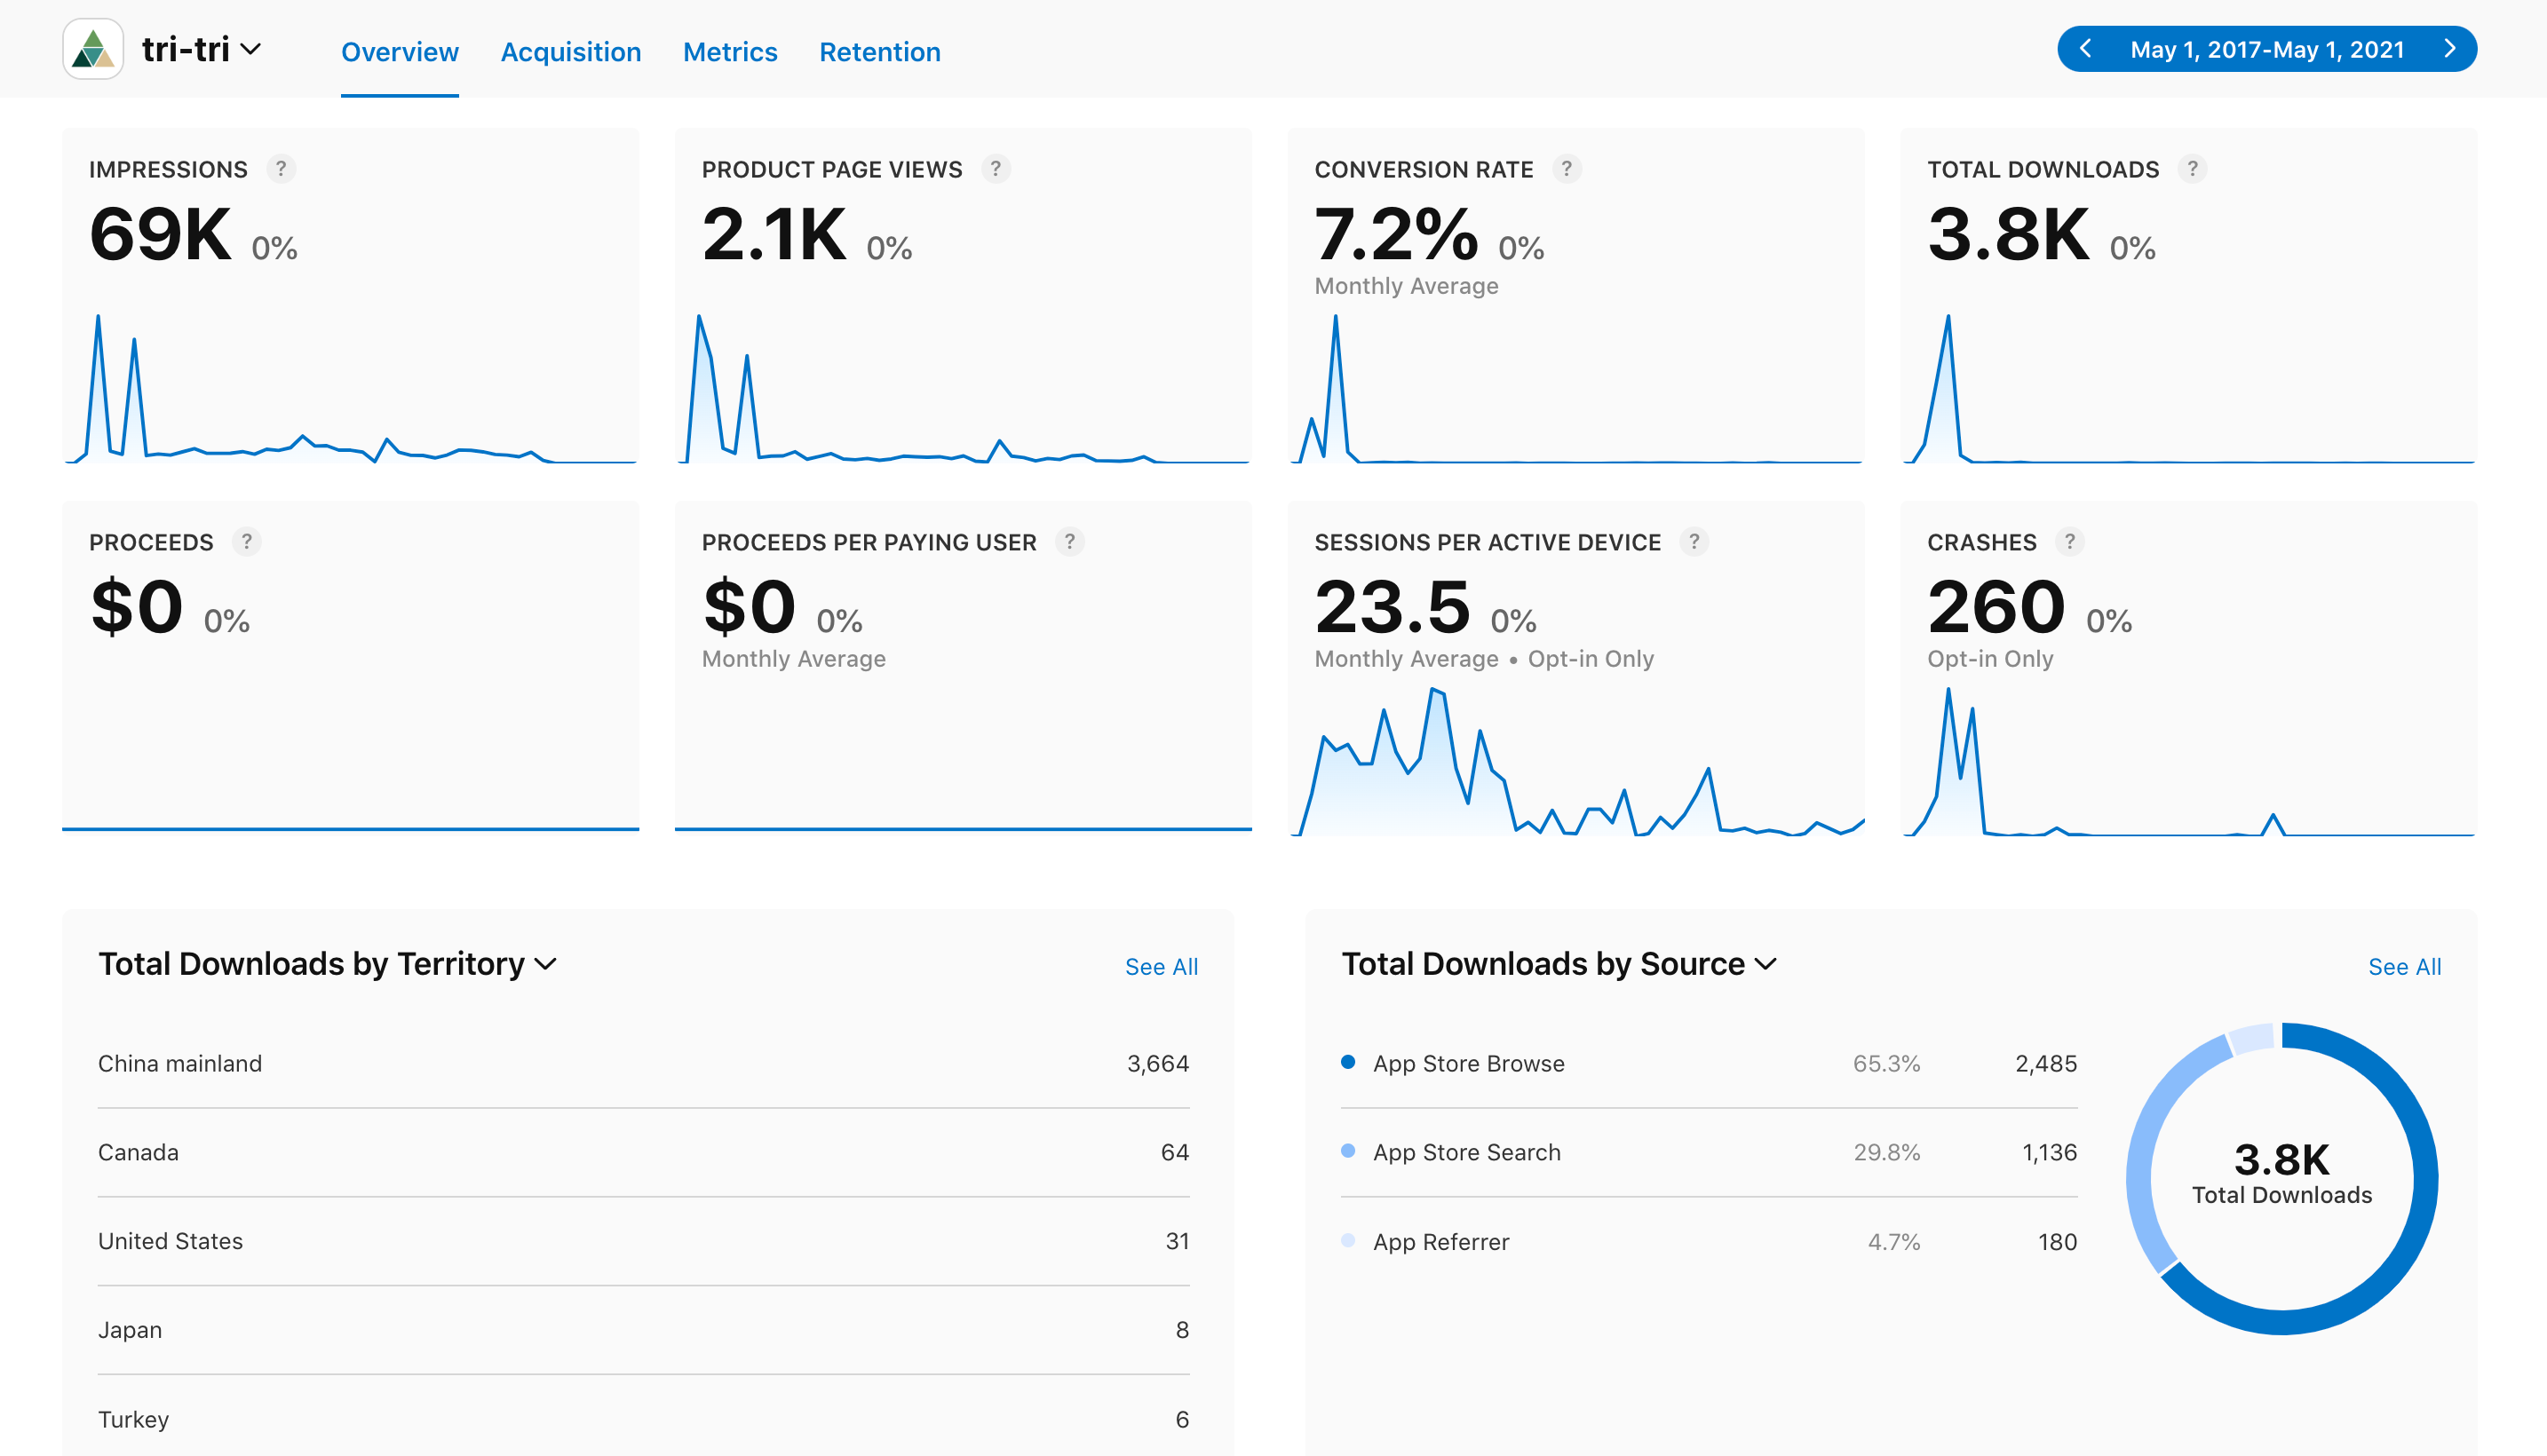 tri-tri
Overview
Acquisition
Metrics
Retention
May 1, 2017-May 1, 2021
IMPRESSIONS ?
69K 0%
PRODUCT PAGE VIEWS ?
2.1K 0%
CONVERSION RATE ?
7.2% 0%
Monthly Average
TOTAL DOWNLOADS ?
3.8K 0%
PROCEEDS ?
$0 0%
PROCEEDS PER PAYING USER ?
$0 0%
Monthly Average
SESSIONS PER ACTIVE DEVICE ?
23.5 0%
Monthly Average • Opt-in Only
CRASHES ?
260 0%
Opt-in Only
Total Downloads by Territory
See All
China mainland 3,664
Canada 64
United States 31
Japan 8
Turkey 6
Total Downloads by Source
See All
App Store Browse 65.3% 2,485
App Store Search 29.8% 1,136
App Referrer 4.7% 180
3.8K
Total Downloads